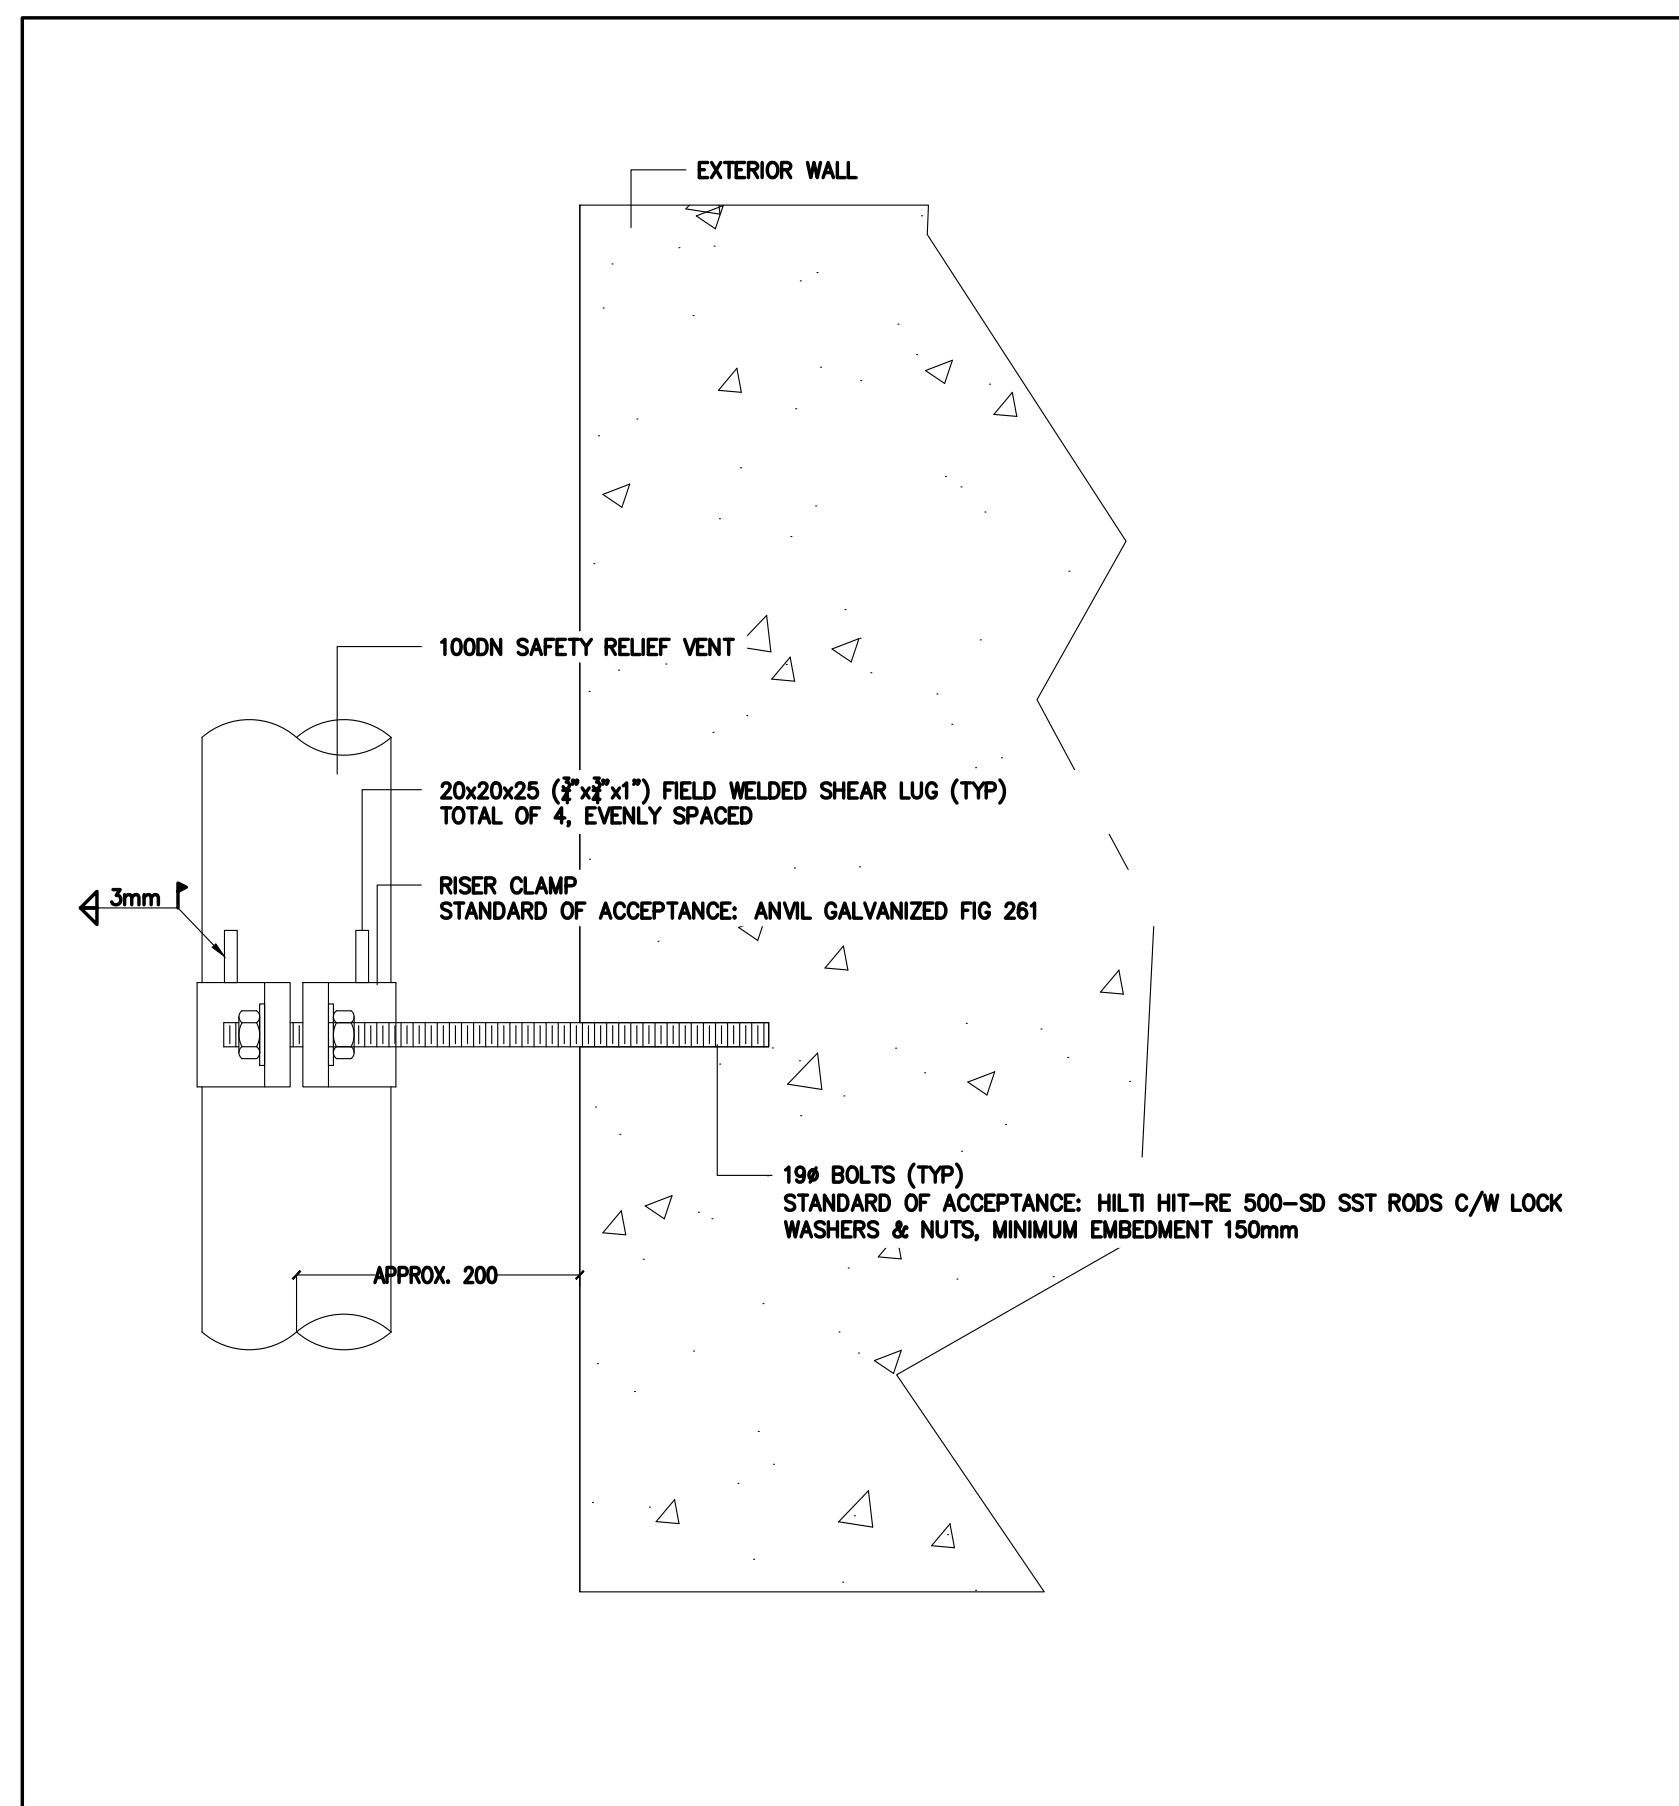 EXTERIOR WALL
100DN SAFETY RELIEF VENT
20x20x25 (¾"x¾"x1") FIELD WELDED SHEAR LUG (TYP)
TOTAL OF 4, EVENLY SPACED
RISER CLAMP
STANDARD OF ACCEPTANCE: ANVIL GALVANIZED FIG 261
3mm
19ø BOLTS (TYP)
STANDARD OF ACCEPTANCE: HILTI HIT-RE 500-SD SST RODS C/W LOCK
WASHERS & NUTS, MINIMUM EMBEDMENT 150mm
APPROX. 200